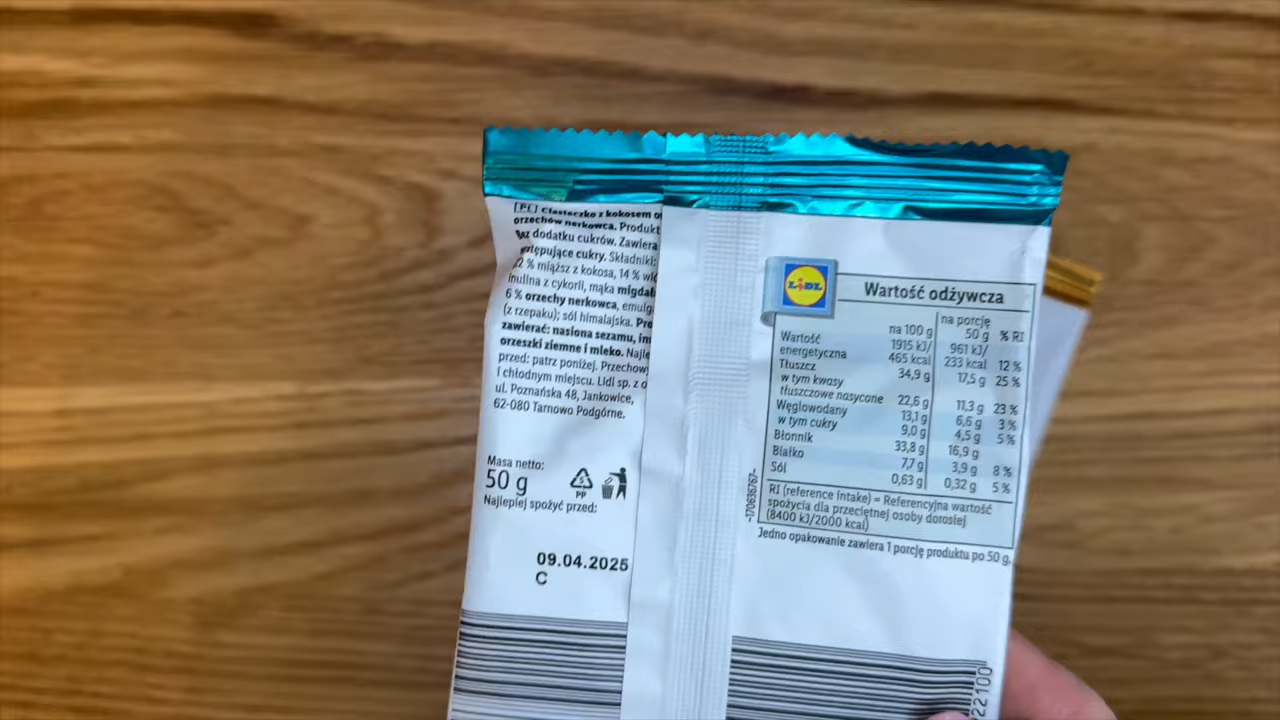 [PL] Ciasteczko z kokosem
orzechów nerkowca. Produkt
bez dodatku cukrów. Zawiera
występujące cukry. Składniki:
22 % miąższ z kokosa, 14 %
inulina z cykorii, mąka
6 % orzechy nerkowca,
(z rzepaku); sól himalajska.
zawierać: nasiona sezamu,
orzeszki ziemne i mleko.
przed: patrz poniżej.
i chłodnym miejscu. Lidl sp. z o
ul. Poznańska 48, Jankowice,
62-080 Tarnowo Podgórne.
Masa netto:
50 g
PP
Najlepiej spożyć przed:
09.04.2025
C
LIDL
Wartość odżywcza
na 100 g na porcję 50 g % RI
Wartość energetyczna 1915 kJ/ 465 kcal 961 kJ/ 233 kcal 12 %
Tłuszcz 34,9 g 17,5 g 25 %
w tym kwasy tłuszczowe nasycone 22,6 g 11,3 g 23 %
Węglowodany 13,1 g 6,6 g 3 %
w tym cukry 9,0 g 4,5 g 5 %
Błonnik 33,8 g 16,9 g
Białko 7,7 g 3,9 g 8 %
Sól 0,63 g 0,32 g 5 %
RI (reference intake) = Referencyjna wartość
spożycia dla przeciętnej osoby dorosłej
(8400 kJ/2000 kcal)
Jedno opakowanie zawiera 1 porcję produktu po 50 g.
-170636767-
22100